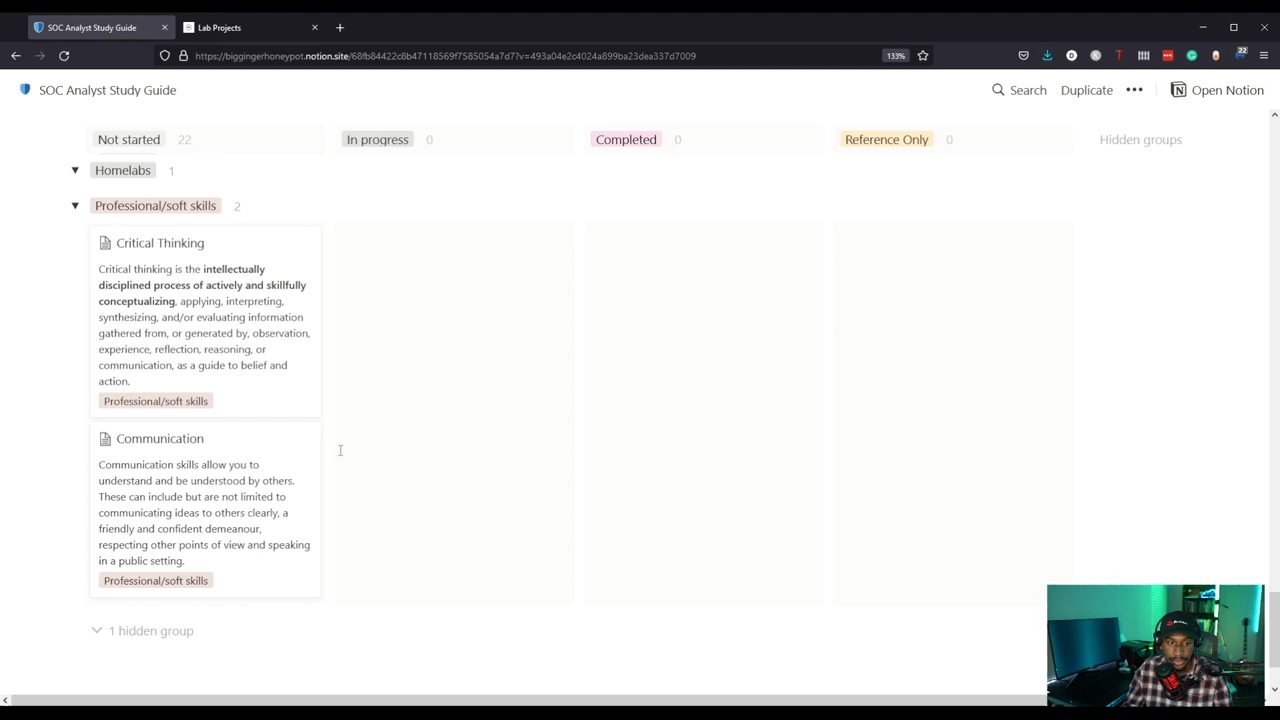 SOC Analyst Study Guide
Lab Projects
https://biggingerhoneypot.notion.site/68fb84422c8b47118569f7585054a7d7?v=493a04e2c4024a899ba23dea337d7009
133%
22
SOC Analyst Study Guide
Search
Duplicate
Open Notion
Not started 22
In progress 0
Completed 0
Reference Only 0
Hidden groups
Homelabs 1
Professional/soft skills 2
Critical Thinking
Critical thinking is the intellectually
disciplined process of actively and skillfully
conceptualizing, applying, interpreting,
synthesizing, and/or evaluating information
gathered from, or generated by, observation,
experience, reflection, reasoning, or
communication, as a guide to belief and
action.
Professional/soft skills
Communication
Communication skills allow you to
understand and be understood by others.
These can include but are not limited to
communicating ideas to others clearly, a
friendly and confident demeanour,
respecting other points of view and speaking
in a public setting.
Professional/soft skills
1 hidden group